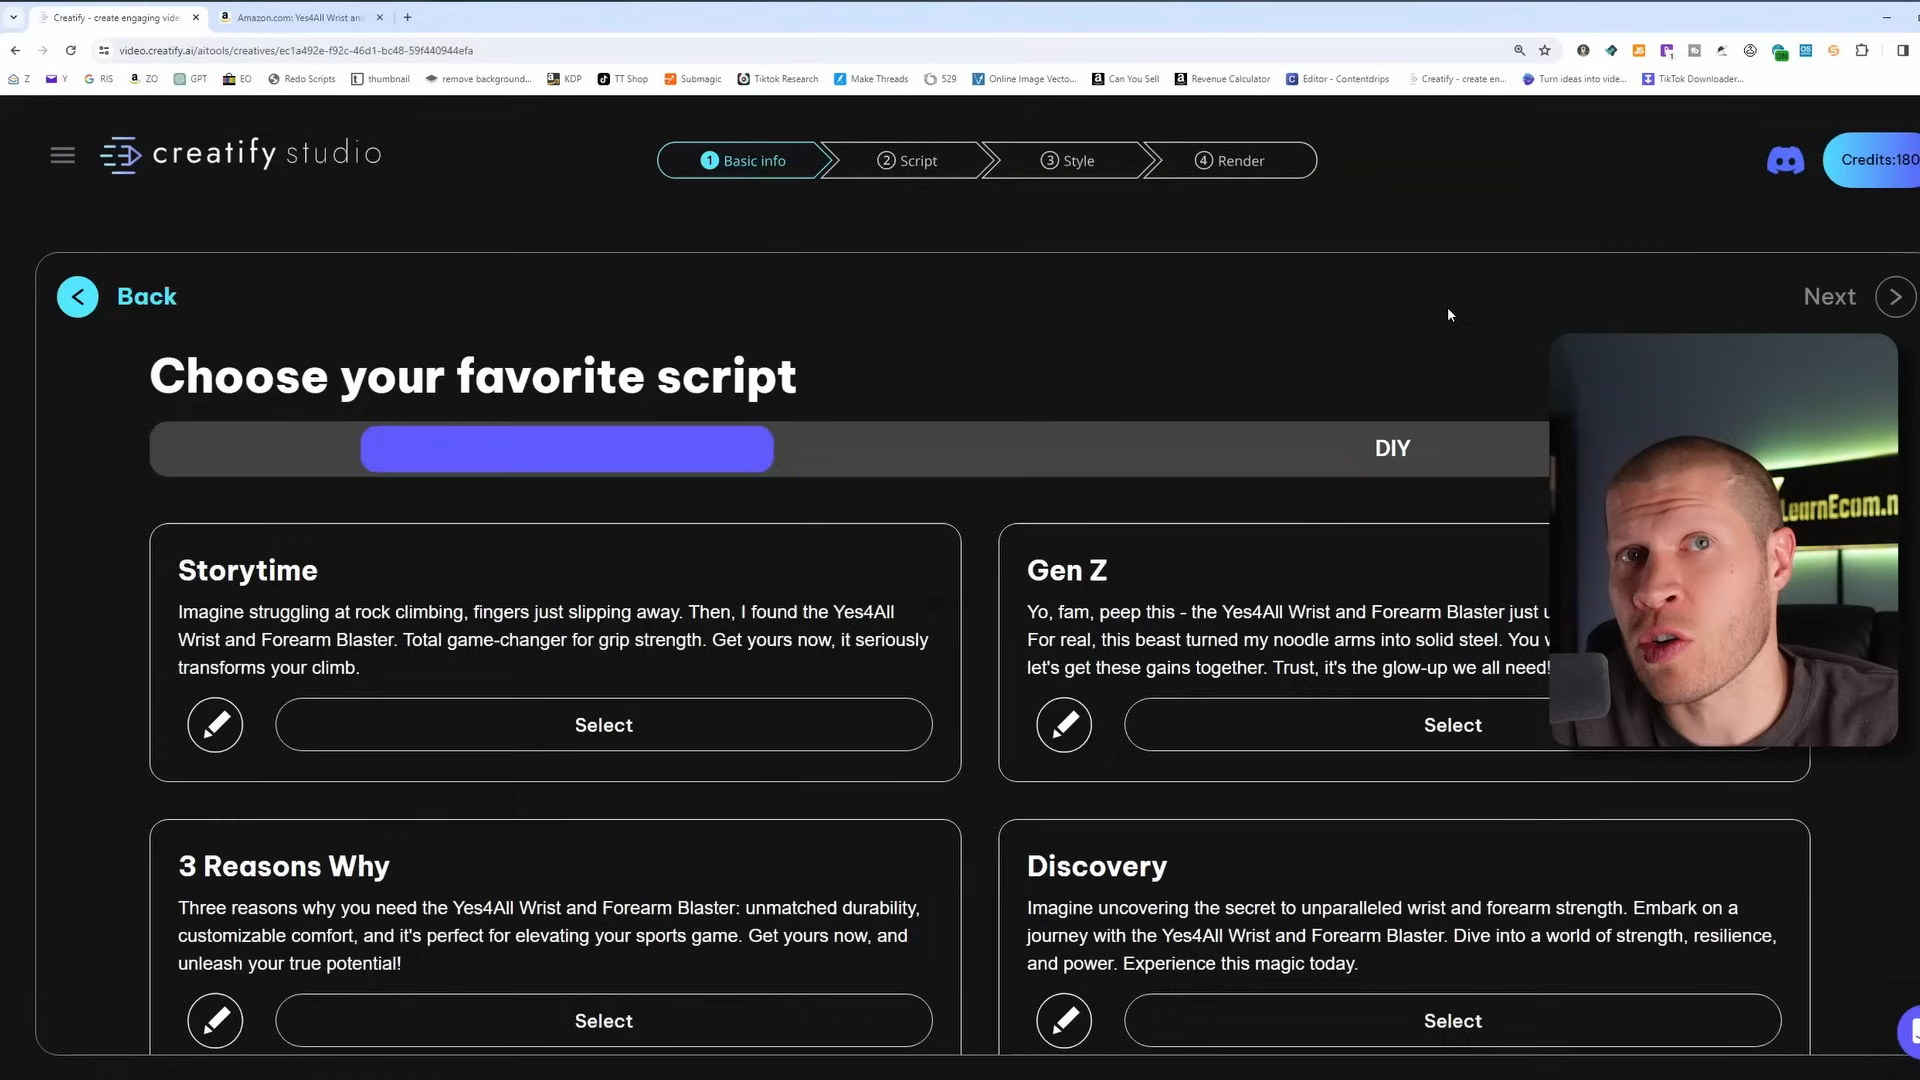 Creatify - create engaging vide
Amazon.com: Yes4All Wrist and
video.creatify.ai/aitools/creatives/ec1a492e-f92c-46d1-bc48-59f440944efa
Z Y RIS ZO GPT EO Redo Scripts thumbnail remove background... KDP TT Shop Submagic Tiktok Research Make Threads 529 Online Image Vecto... Can You Sell Revenue Calculator Editor - Contentdrips Creatify - create en... Turn ideas into vide... TikTok Downloader...
creatify studio
1 Basic info
2 Script
3 Style
4 Render
Credits:180
Back
Next
Choose your favorite script
DIY
LearnEcom.n
Storytime
Imagine struggling at rock climbing, fingers just slipping away. Then, I found the Yes4All
Wrist and Forearm Blaster. Total game-changer for grip strength. Get yours now, it seriously
transforms your climb.
Select
Gen Z
Yo, fam, peep this - the Yes4All Wrist and Forearm Blaster just
For real, this beast turned my noodle arms into solid steel. You
let's get these gains together. Trust, it's the glow-up we all need!
Select
3 Reasons Why
Three reasons why you need the Yes4All Wrist and Forearm Blaster: unmatched durability,
customizable comfort, and it's perfect for elevating your sports game. Get yours now, and
unleash your true potential!
Select
Discovery
Imagine uncovering the secret to unparalleled wrist and forearm strength. Embark on a
journey with the Yes4All Wrist and Forearm Blaster. Dive into a world of strength, resilience,
and power. Experience this magic today.
Select